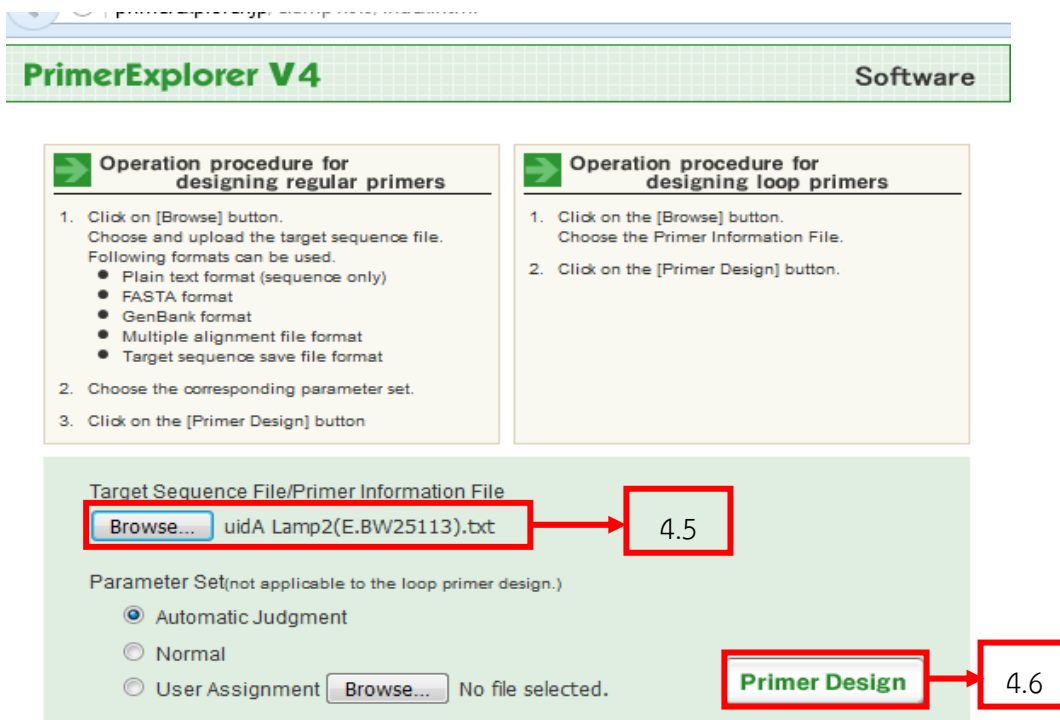 PrimerExplorer V4
Software
Operation procedure for
designing regular primers
1. Click on [Browse] button.
Choose and upload the target sequence file.
Following formats can be used.
● Plain text format (sequence only)
● FASTA format
● GenBank format
● Multiple alignment file format
● Target sequence save file format
2. Choose the corresponding parameter set.
3. Click on the [Primer Design] button
Operation procedure for
designing loop primers
1. Click on the [Browse] button.
Choose the Primer Information File.
2. Click on the [Primer Design] button.
Target Sequence File/Primer Information File
Browse... uidA Lamp2(E.BW25113).txt
4.5
Parameter Set(not applicable to the loop primer design.)
Automatic Judgment
Normal
User Assignment Browse... No file selected.
Primer Design
4.6